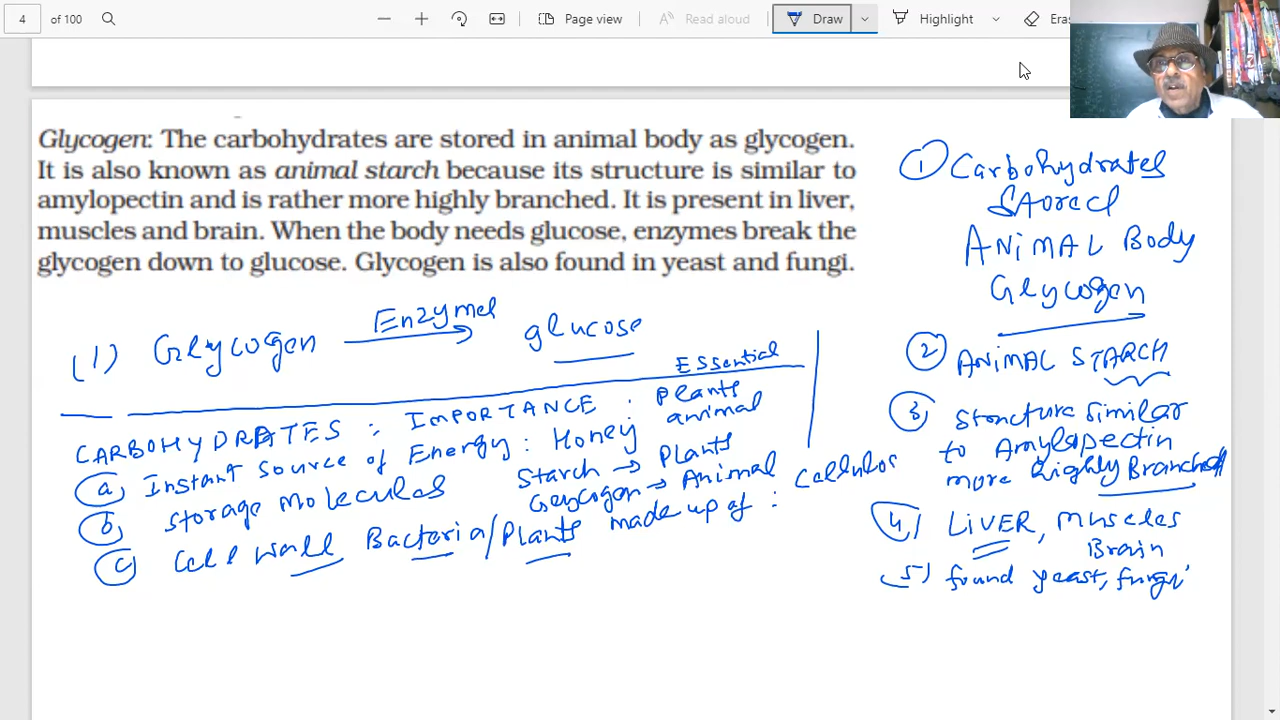 4 of 100
Page view
Read aloud
Draw
Highlight
Eras
Glycogen: The carbohydrates are stored in animal body as glycogen.
It is also known as animal starch because its structure is similar to
amylopectin and is rather more highly branched. It is present in liver,
muscles and brain. When the body needs glucose, enzymes break the
glycogen down to glucose. Glycogen is also found in yeast and fungi.
(1) Glycogen Enzymes glucose
Essential
CARBOHYDRATES : IMPORTANCE : Plants
animal
(a) Instant Source of Energy : Honey
(b) Storage Molecules Starch → Plants
Glycogen → Animal
(c) Cell wall Bacteria/Plants made up of : Cellulos
(1) Carbohydrates
Stored
ANiMAL Body
Glycogen
(2) ANiMAL STARCH
(3) Structure Similar
to Amylopectin
more highly Branched
(4) LiVER, Muscles
Brain
(5) found yeast, fungi